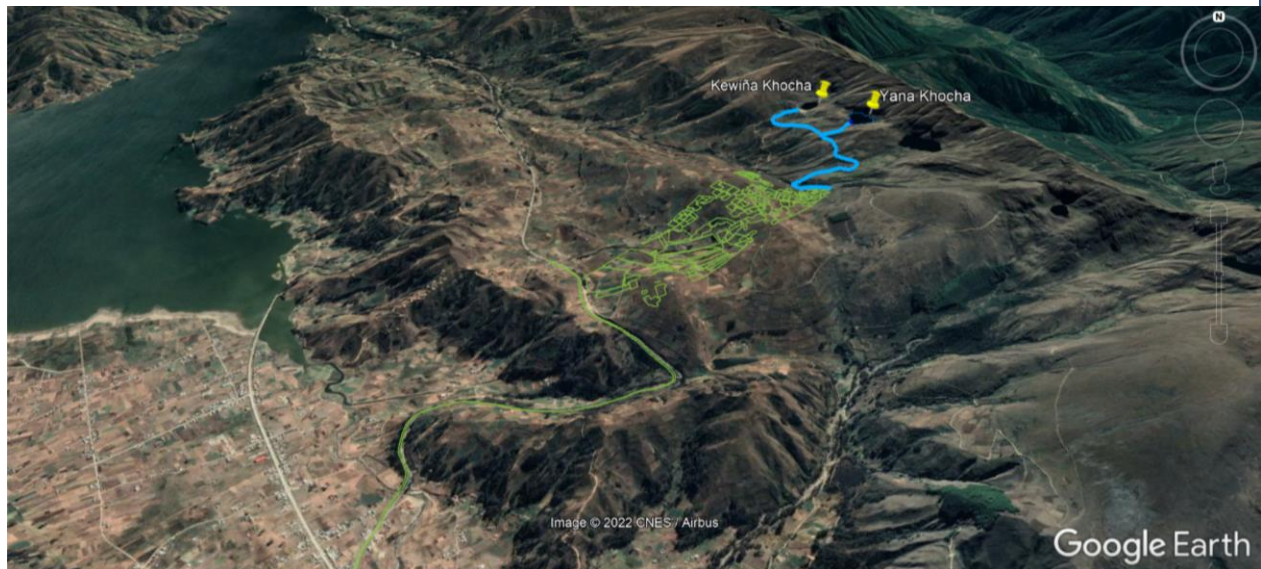 N
Kewiña Khocha
Yana Khocha
Image © 2022 CNES / Airbus
Google Earth